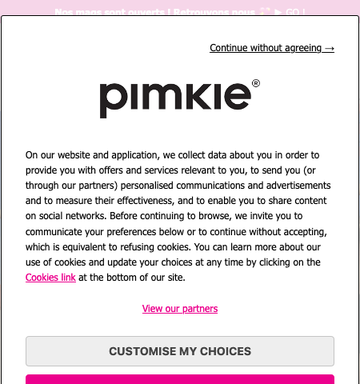 Nos mags sont ouverts ! Retrouvons nous ▶ GO !
Continue without agreeing →
pimkie®
On our website and application, we collect data about you in order to
provide you with offers and services relevant to you, to send you (or
through our partners) personalised communications and advertisements
and to measure their effectiveness, and to enable you to share content
on social networks. Before continuing to browse, we invite you to
communicate your preferences below or to continue without accepting,
which is equivalent to refusing cookies. You can learn more about our
use of cookies and update your choices at any time by clicking on the
Cookies link at the bottom of our site.
View our partners
CUSTOMISE MY CHOICES